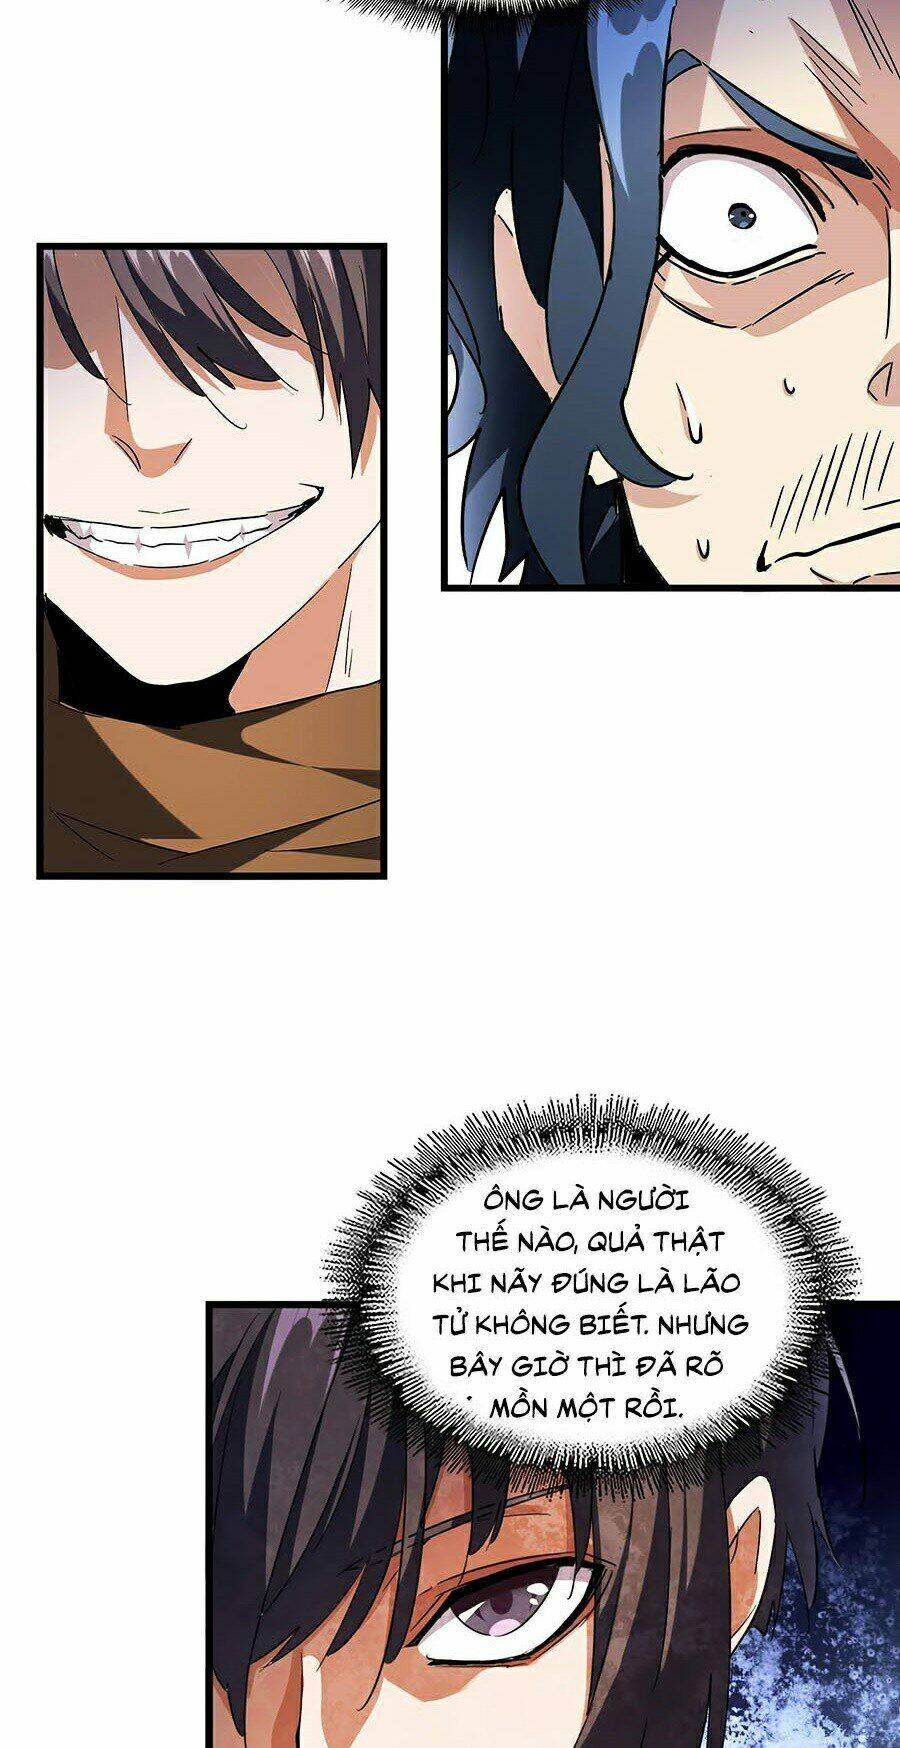 ÔNG LÀ NGƯỜI
THẾ NÀO, QUẢ THẬT
KHI NÃY ĐÚNG LÀ LÃO
TỬ KHÔNG BIẾT. NHƯNG
BÂY GIỜ THÌ ĐÃ RÕ
MỒN MỘT RỒI.